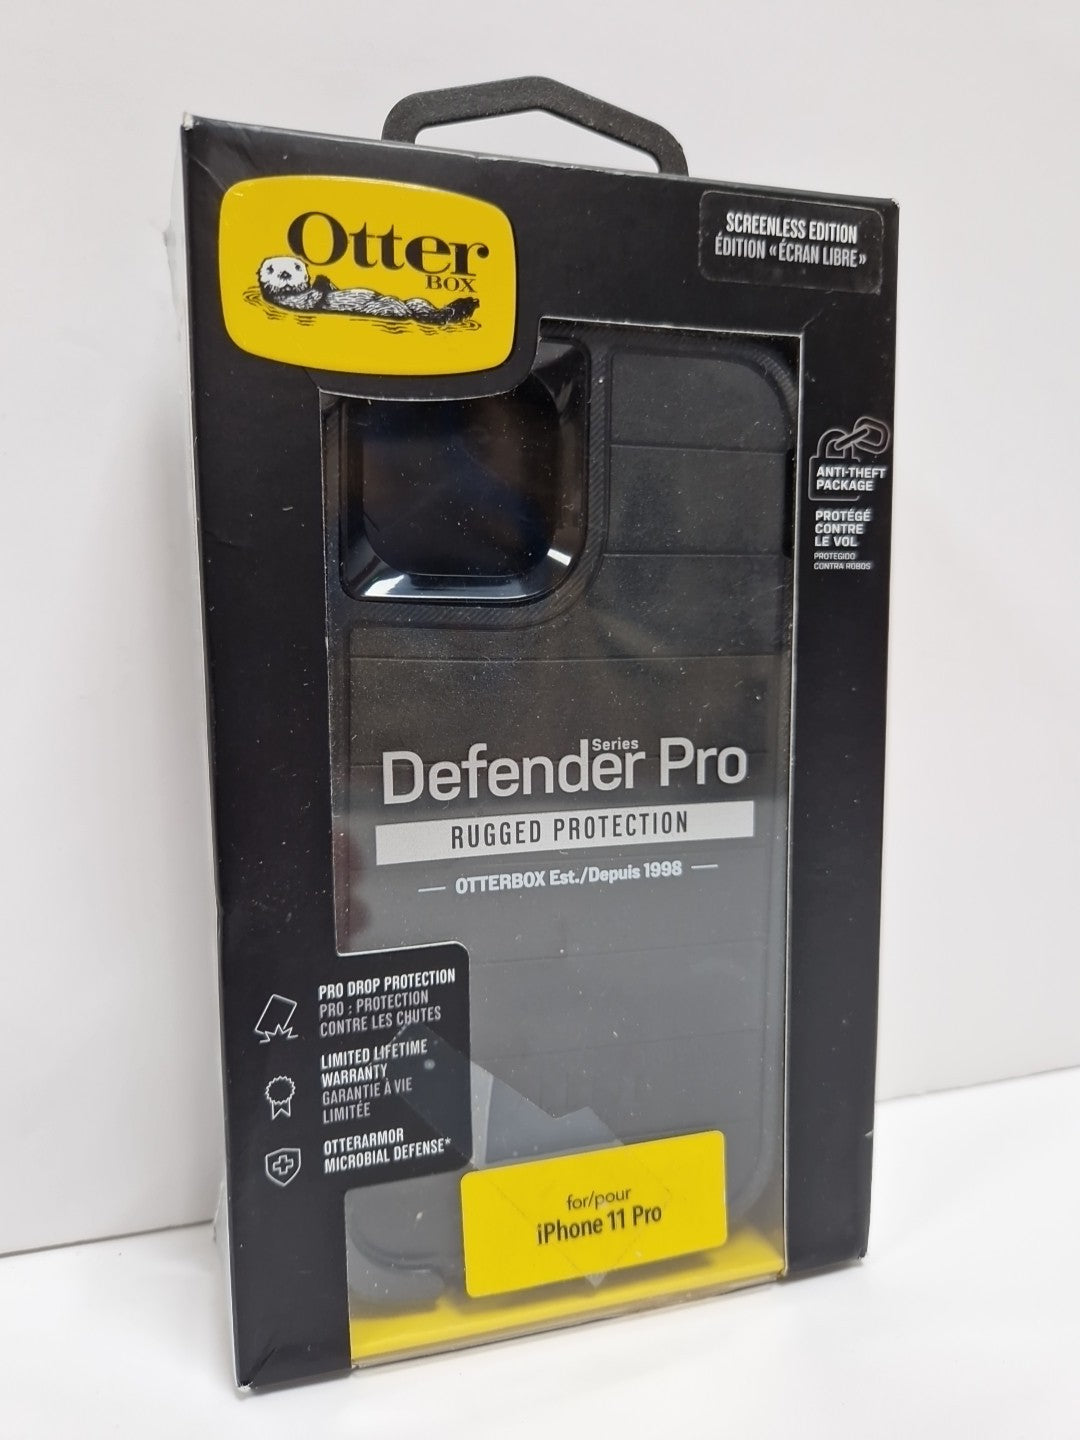 Otter
BOX
SCREENLESS EDITION
ÉDITION «ÉCRAN LIBRE»
ANTI-THEFT
PACKAGE
PROTÉGÉ
CONTRE
LE VOL
PROTEGIDO
CONTRA ROBOS
Series
Defender Pro
RUGGED PROTECTION
OTTERBOX Est./Depuis 1998
PRO DROP PROTECTION
PRO : PROTECTION
CONTRE LES CHUTES
LIMITED LIFETIME
WARRANTY
GARANTIE À VIE
LIMITÉE
OTTERARMOR
MICROBIAL DEFENSE*
for/pour
iPhone 11 Pro